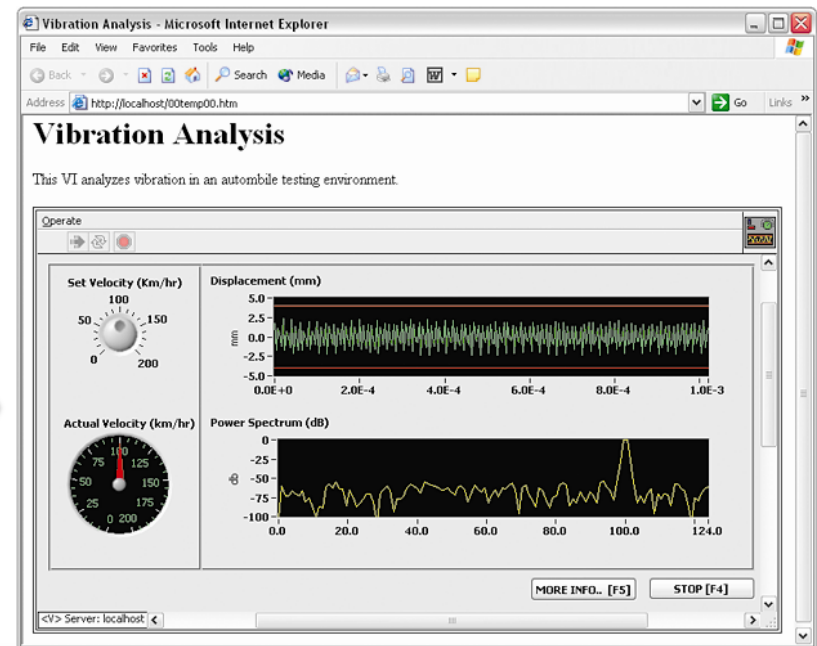 Vibration Analysis - Microsoft Internet Explorer
File Edit View Favorites Tools Help
Back Search Media
Address http://localhost/00temp00.htm Go Links »
Vibration Analysis
This VI analyzes vibration in an autombile testing environment.
Operate
Set Velocity (Km/hr)
100
50 150
0 200
Displacement (mm)
mm
5.0
2.5
0.0
-2.5
-5.0
0.0E+0 2.0E-4 4.0E-4 6.0E-4 8.0E-4 1.0E-3
Actual Velocity (km/hr)
100
75 125
50 150
25 175
0 200
Power Spectrum (dB)
dB
0
-25
-50
-75
-100
0.0 20.0 40.0 60.0 80.0 100.0 124.0
MORE INFO.. [F5] STOP [F4]
<V> Server: localhost